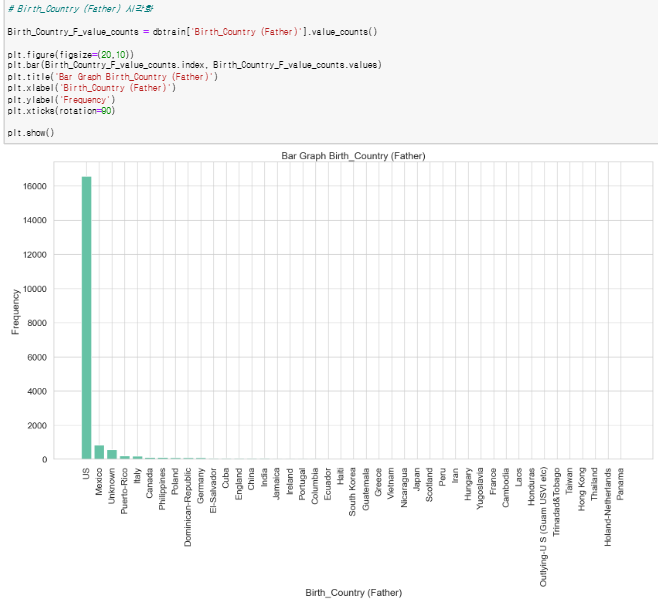 # Birth_Country (Father) 시각화
Birth_Country_F_value_counts = dbtrain['Birth_Country (Father)'].value_counts()
plt.figure(figsize=(20,10))
plt.bar(Birth_Country_F_value_counts.index, Birth_Country_F_value_counts.values)
plt.title('Bar Graph Birth_Country (Father)')
plt.xlabel('Birth_Country (Father)')
plt.ylabel('Frequency')
plt.xticks(rotation=90)
plt.show()
Bar Graph Birth_Country (Father)
16000
14000
12000
10000
8000
6000
4000
2000
0
Frequency
US
Mexico
Unknown
Puerto-Rico
Italy
Canada
Philippines
Poland
Dominican-Republic
Germany
El-Salvador
Cuba
England
China
India
Jamaica
Ireland
Portugal
Columbia
Ecuador
Haiti
South Korea
Guatemala
Greece
Vietnam
Nicaragua
Japan
Scotland
Peru
Iran
Hungary
Yugoslavia
France
Cambodia
Laos
Honduras
Outlying-U S (Guam USVI etc)
Trinadad&Tobago
Taiwan
Hong Kong
Thailand
Holand-Netherlands
Panama
Birth_Country (Father)